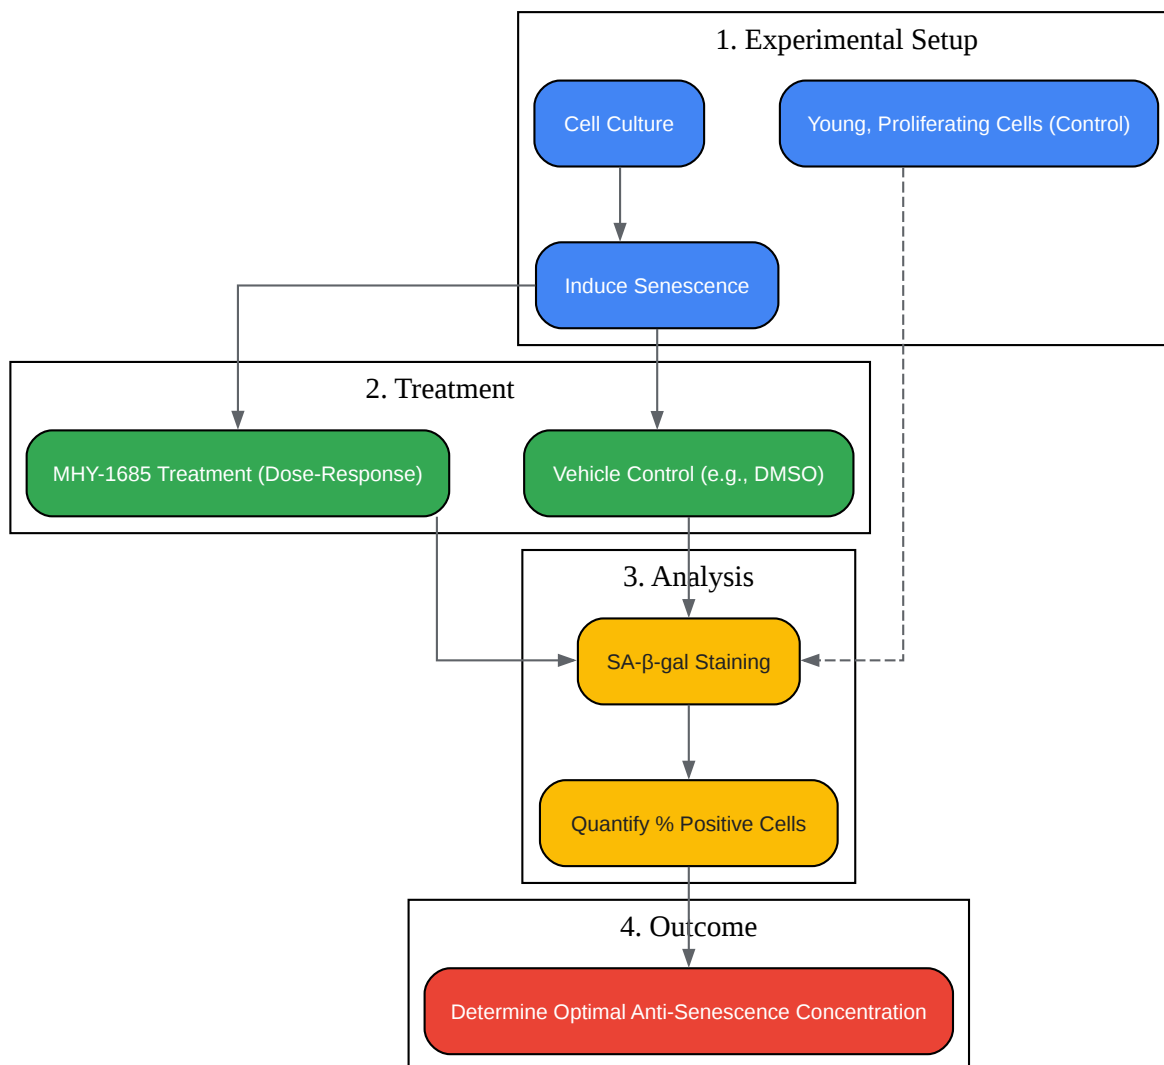 1. Experimental Setup
Cell Culture
Young, Proliferating Cells (Control)
Induce Senescence
2. Treatment
MHY-1685 Treatment (Dose-Response)
Vehicle Control (e.g., DMSO)
3. Analysis
SA-β-gal Staining
Quantify % Positive Cells
4. Outcome
Determine Optimal Anti-Senescence Concentration